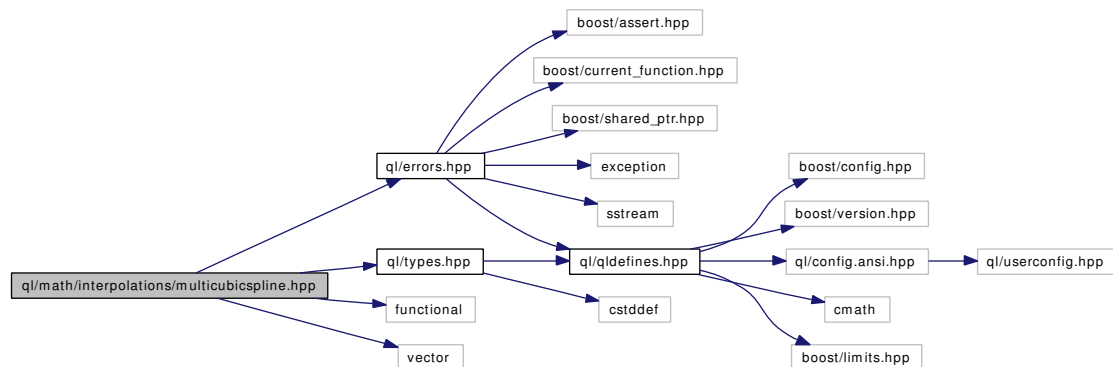 boost/assert.hpp
boost/current_function.hpp
boost/shared_ptr.hpp
ql/errors.hpp
exception
boost/config.hpp
sstream
boost/version.hpp
ql/types.hpp
ql/qldefines.hpp
ql/config.ansi.hpp
ql/userconfig.hpp
ql/math/interpolations/multicubicspline.hpp
functional
cstddef
cmath
vector
boost/limits.hpp